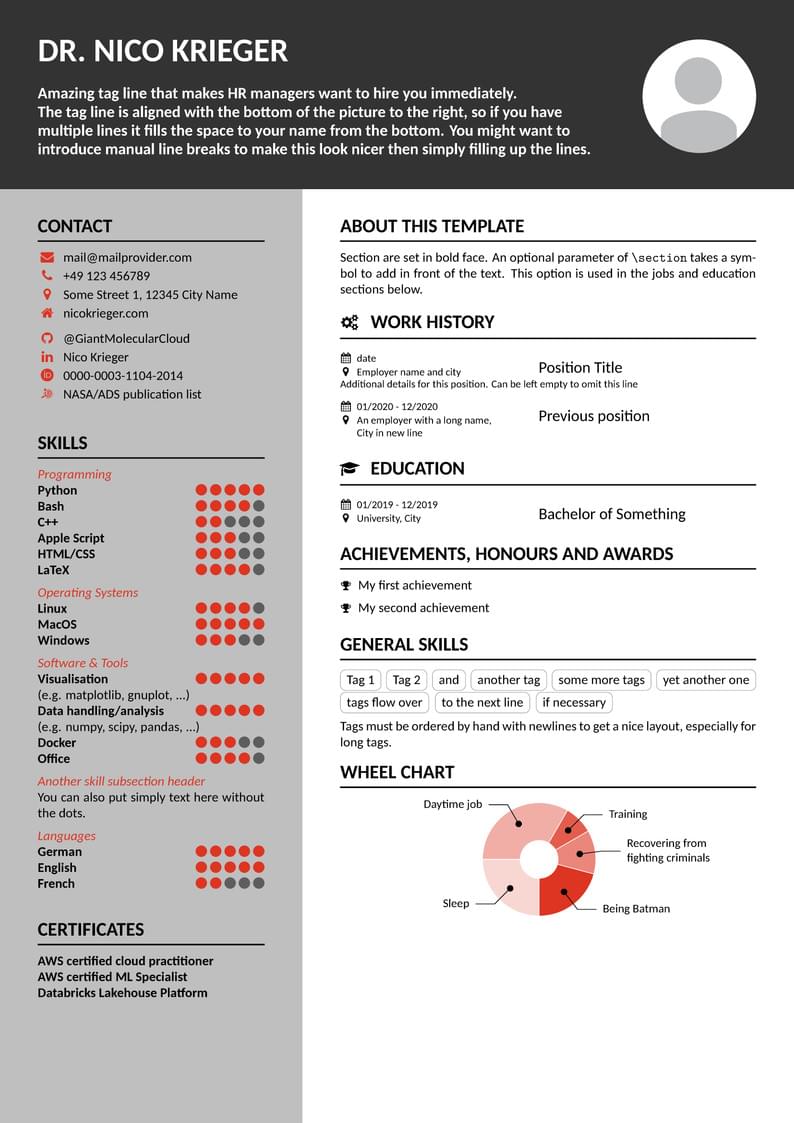 DR. NICO KRIEGER
Amazing tag line that makes HR managers want to hire you immediately.
The tag line is aligned with the bottom of the picture to the right, so if you have
multiple lines it fills the space to your name from the bottom. You might want to
introduce manual line breaks to make this look nicer then simply filling up the lines.
CONTACT
mail@mailprovider.com
+49 123 456789
Some Street 1, 12345 City Name
nicokrieger.com
@GiantMolecularCloud
Nico Krieger
0000-0003-1104-2014
NASA/ADS publication list
SKILLS
Programming
Python
Bash
C++
Apple Script
HTML/CSS
LaTeX
Operating Systems
Linux
MacOS
Windows
Software & Tools
Visualisation
(e.g. matplotlib, gnuplot, ...)
Data handling/analysis
(e.g. numpy, scipy, pandas, ...)
Docker
Office
Another skill subsection header
You can also put simply text here without
the dots.
Languages
German
English
French
CERTIFICATES
AWS certified cloud practitioner
AWS certified ML Specialist
Databricks Lakehouse Platform
ABOUT THIS TEMPLATE
Section are set in bold face. An optional parameter of \section takes a sym-
bol to add in front of the text. This option is used in the jobs and education
sections below.
WORK HISTORY
date
Employer name and city
Position Title
Additional details for this position. Can be left empty to omit this line
01/2020 - 12/2020
An employer with a long name,
City in new line
Previous position
EDUCATION
01/2019 - 12/2019
University, City
Bachelor of Something
ACHIEVEMENTS, HONOURS AND AWARDS
My first achievement
My second achievement
GENERAL SKILLS
Tag 1 Tag 2 and another tag some more tags yet another one
tags flow over to the next line if necessary
Tags must be ordered by hand with newlines to get a nice layout, especially for
long tags.
WHEEL CHART
Daytime job
Training
Recovering from
fighting criminals
Sleep
Being Batman